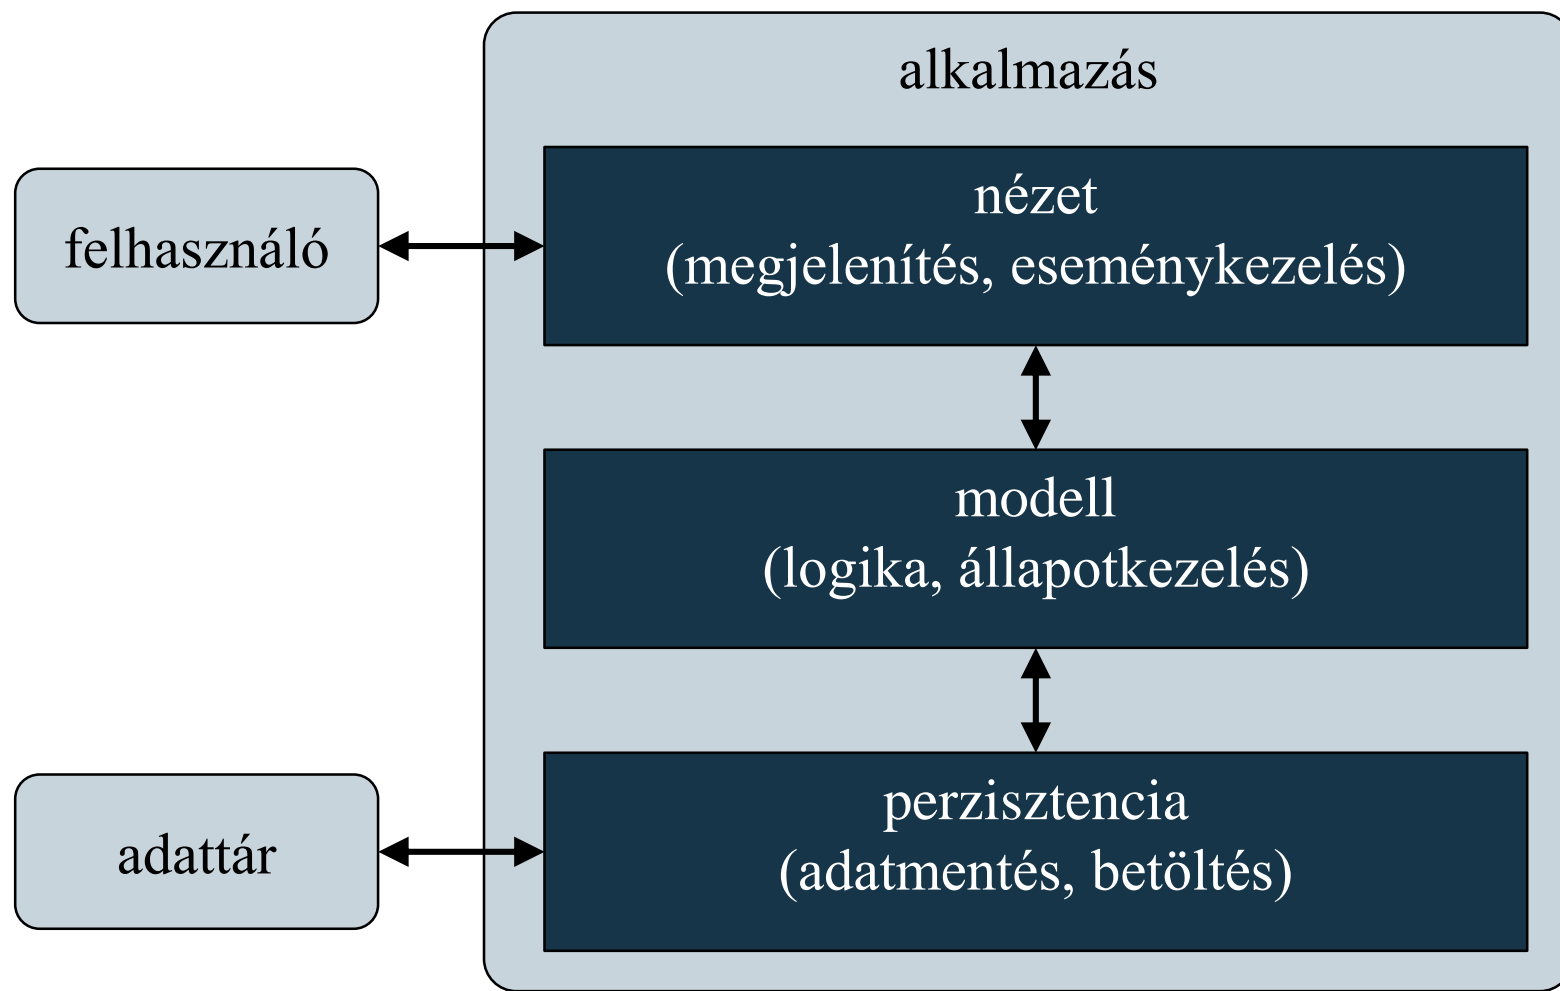 alkalmazás
felhasználó
nézet
(megjelenítés, eseménykezelés)
modell
(logika, állapotkezelés)
adattár
perzisztencia
(adatmentés, betöltés)